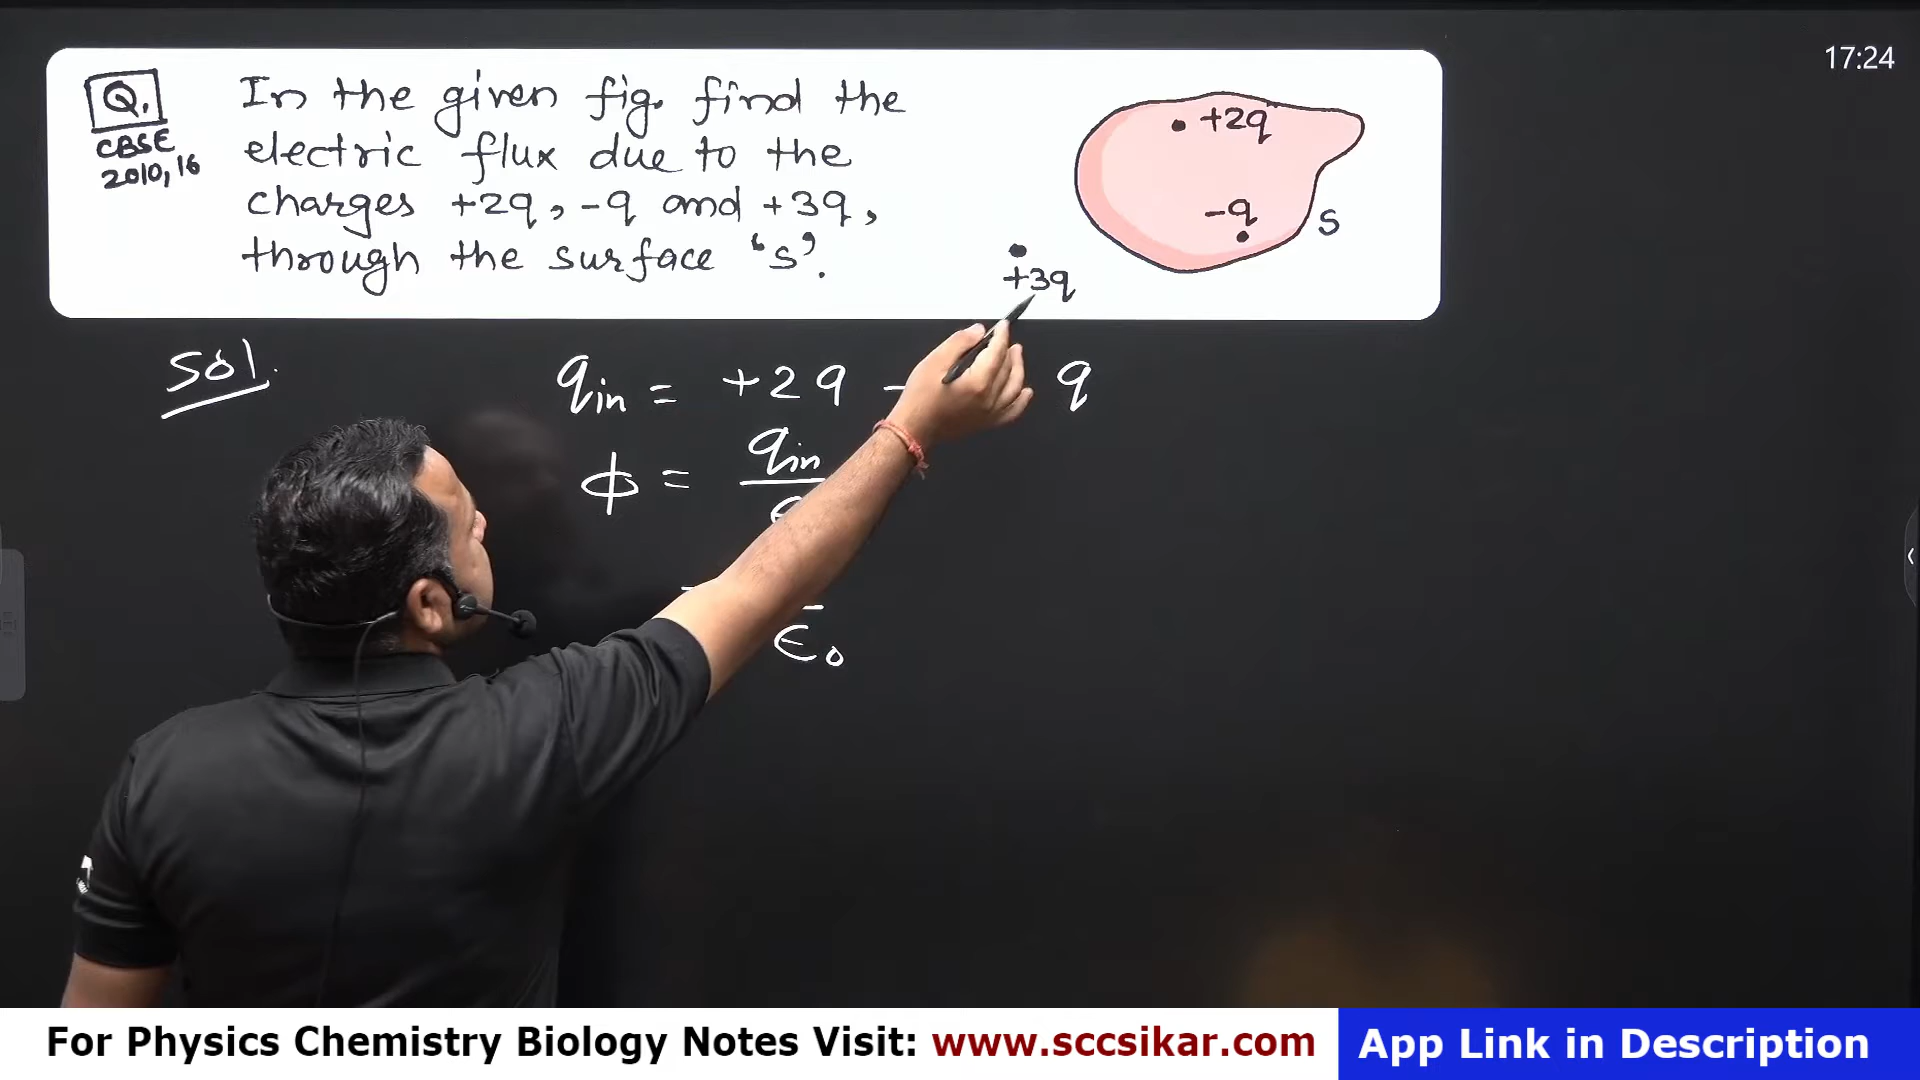 17:24
Q.
CBSE
2010, 16
In the given fig. find the
electric flux due to the
charges +2q, -q and +3q,
through the surface 's'.
+2q
-q
S
+3q
Sol.
qin = +2q - q
ϕ = qin
ϵ0
For Physics Chemistry Biology Notes Visit: www.sccsikar.com
App Link in Description